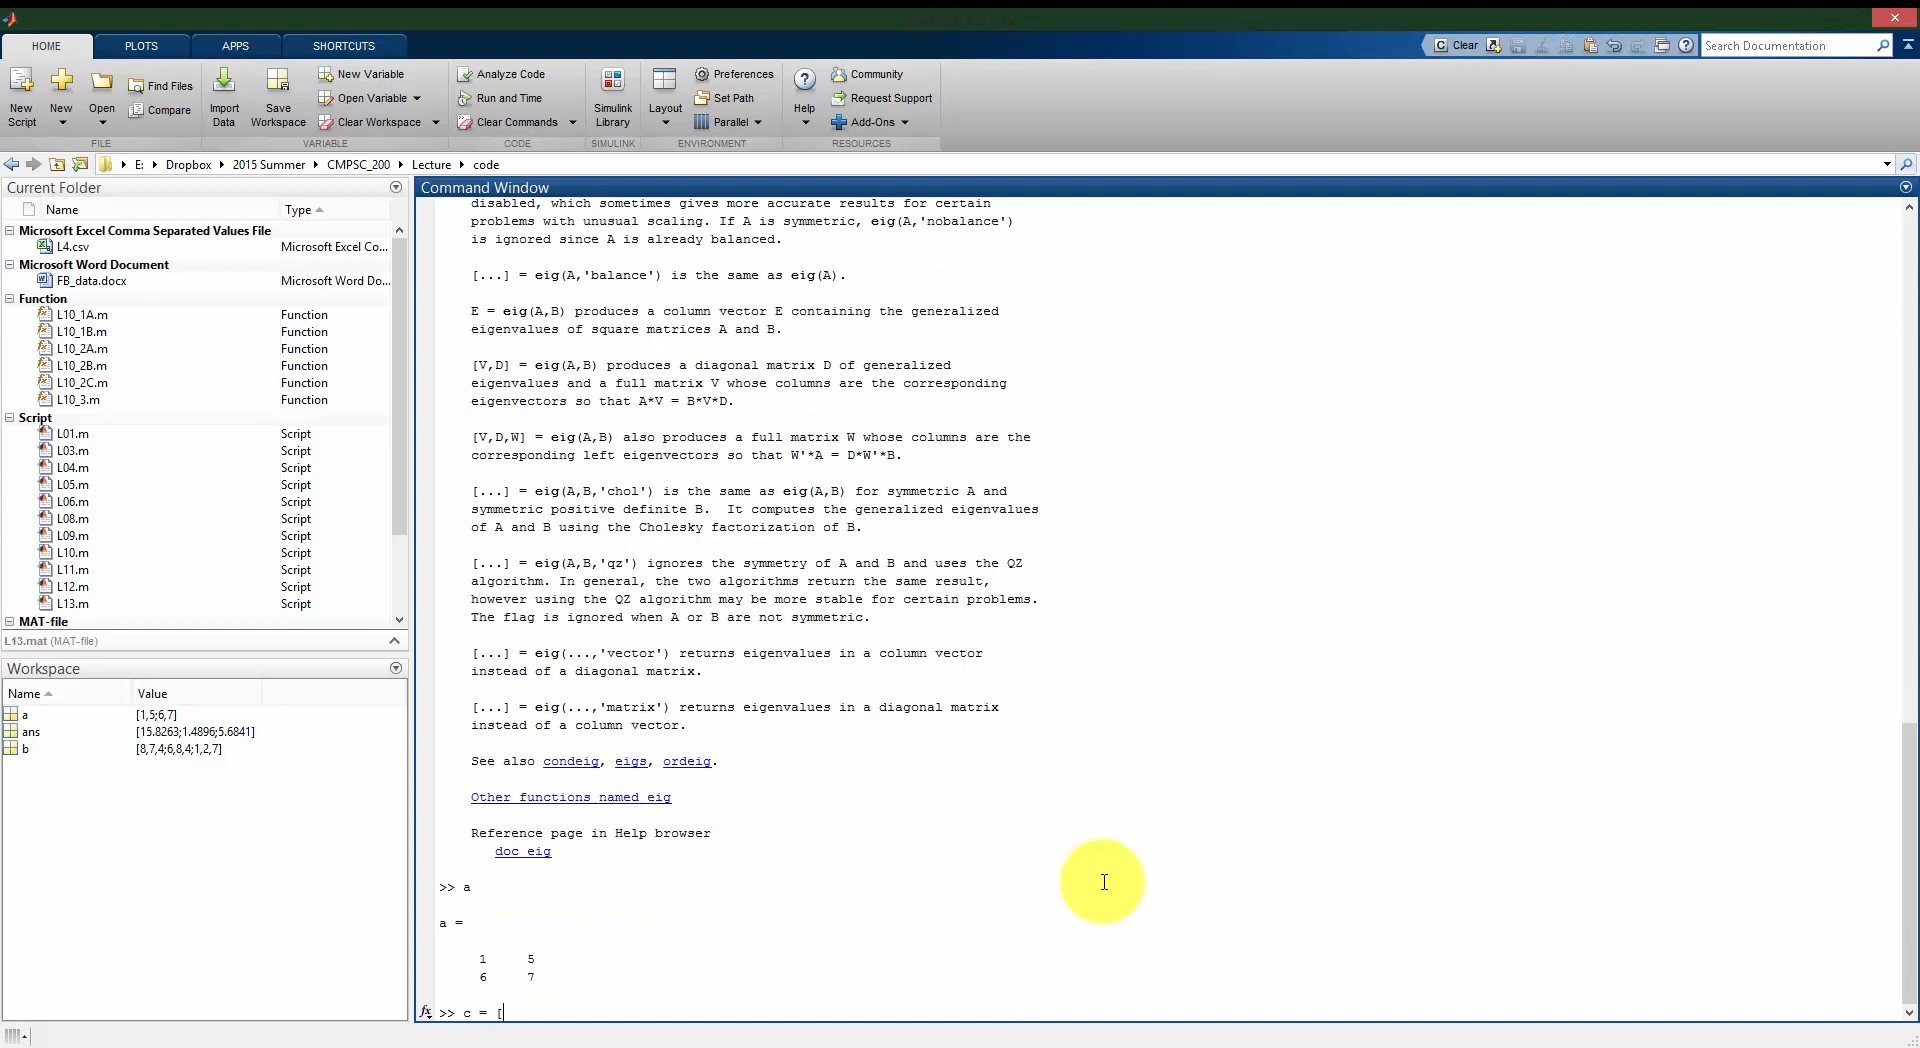 HOME PLOTS APPS SHORTCUTS Clear Search Documentation
New Script New Open Find Files Compare Import Data Save Workspace New Variable Open Variable Clear Workspace Analyze Code Run and Time Clear Commands Simulink Library Layout Preferences Set Path Parallel Help Community Request Support Add-Ons
FILE VARIABLE CODE SIMULINK ENVIRONMENT RESOURCES
E: Dropbox 2015 Summer CMPSC_200 Lecture code
Current Folder
Name Type
Microsoft Excel Comma Separated Values File
L4.csv Microsoft Excel Co...
Microsoft Word Document
FB_data.docx Microsoft Word Do...
Function
L10_1A.m Function
L10_1B.m Function
L10_2A.m Function
L10_2B.m Function
L10_2C.m Function
L10_3.m Function
Script
L01.m Script
L03.m Script
L04.m Script
L05.m Script
L06.m Script
L08.m Script
L09.m Script
L10.m Script
L11.m Script
L12.m Script
L13.m Script
MAT-file
L13.mat (MAT-file)
Workspace
Name Value
a [1,5;6,7]
ans [15.8263;1.4896;5.6841]
b [8,7,4;6,8,4;1,2,7]
Command Window
disabled, which sometimes gives more accurate results for certain
problems with unusual scaling. If A is symmetric, eig(A,'nobalance')
is ignored since A is already balanced.
[...] = eig(A,'balance') is the same as eig(A).
E = eig(A,B) produces a column vector E containing the generalized
eigenvalues of square matrices A and B.
[V,D] = eig(A,B) produces a diagonal matrix D of generalized
eigenvalues and a full matrix V whose columns are the corresponding
eigenvectors so that A*V = B*V*D.
[V,D,W] = eig(A,B) also produces a full matrix W whose columns are the
corresponding left eigenvectors so that W'*A = D*W'*B.
[...] = eig(A,B,'chol') is the same as eig(A,B) for symmetric A and
symmetric positive definite B.  It computes the generalized eigenvalues
of A and B using the Cholesky factorization of B.
[...] = eig(A,B,'qz') ignores the symmetry of A and B and uses the QZ
algorithm. In general, the two algorithms return the same result,
however using the QZ algorithm may be more stable for certain problems.
The flag is ignored when A or B are not symmetric.
[...] = eig(...,'vector') returns eigenvalues in a column vector
instead of a diagonal matrix.
[...] = eig(...,'matrix') returns eigenvalues in a diagonal matrix
instead of a column vector.
See also condeig, eigs, ordeig.
Other functions named eig
Reference page in Help browser
doc eig
>> a
a =
1 5
6 7
fx >> c = [